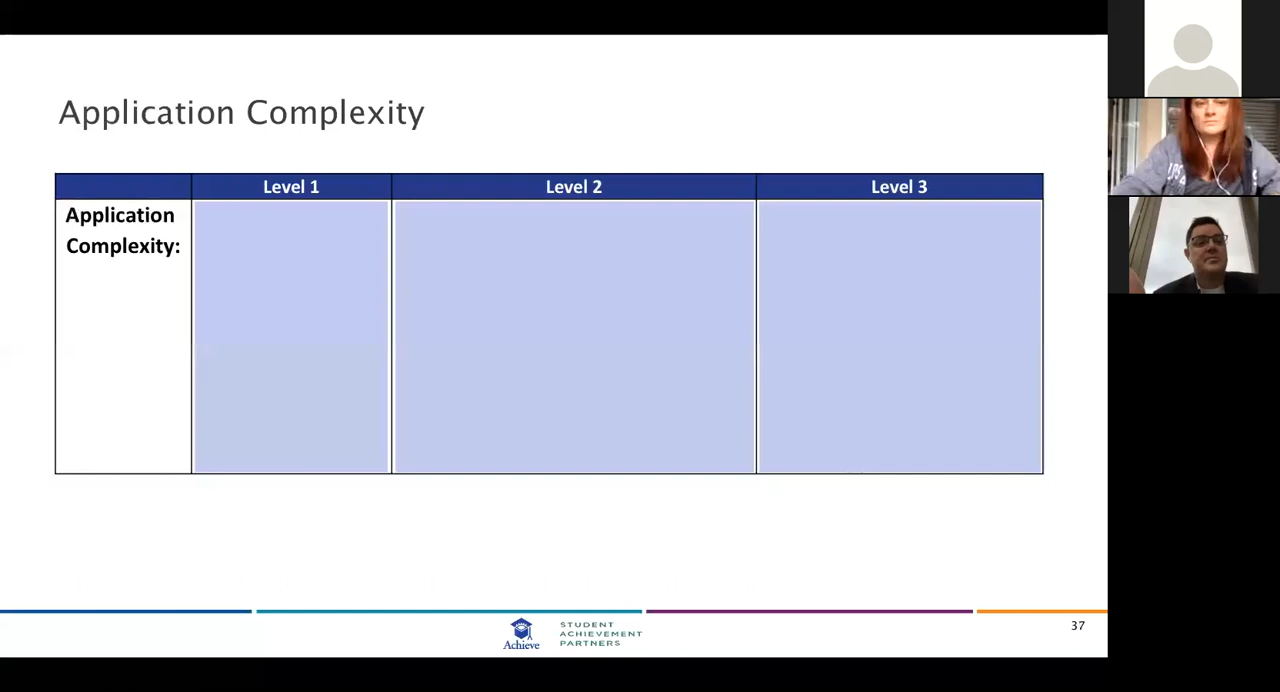 Application Complexity
Level 1
Level 2
Level 3
Application
Complexity:
Achieve
STUDENT
ACHIEVEMENT
PARTNERS
37